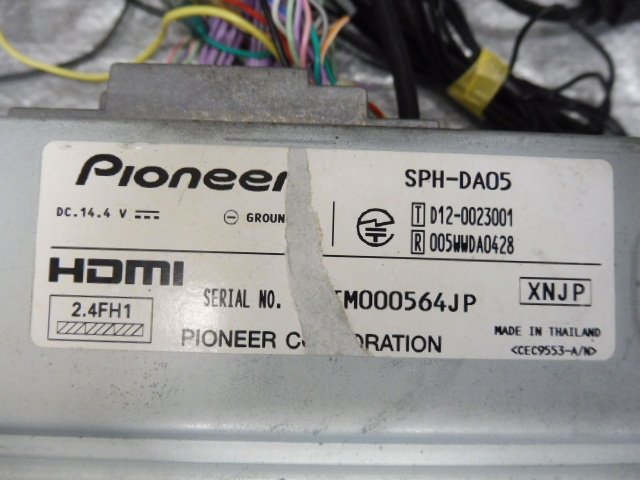 Pioneer
SPH-DA05
DC.14.4 V
⊖ GROUN
T D12-0023001
R 005WWDA0428
HDMI
SERIAL NO.
M000564JP
XNJP
2.4FH1
PIONEER C
ORATION
MADE IN THAILAND
<CEC9553-A/N>